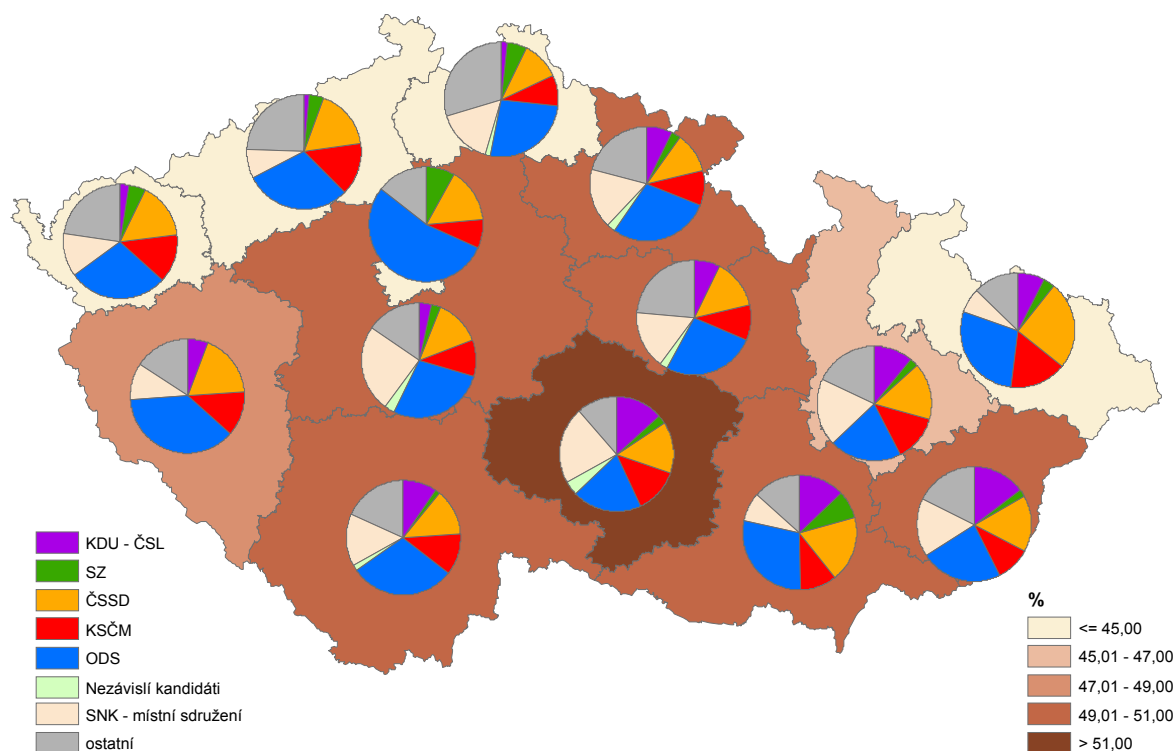 KDU - ČSL
SZ
ČSSD
KSČM
ODS
Nezávislí kandidáti
SNK - místní sdružení
ostatní
%
<= 45,00
45,01 - 47,00
47,01 - 49,00
49,01 - 51,00
> 51,00